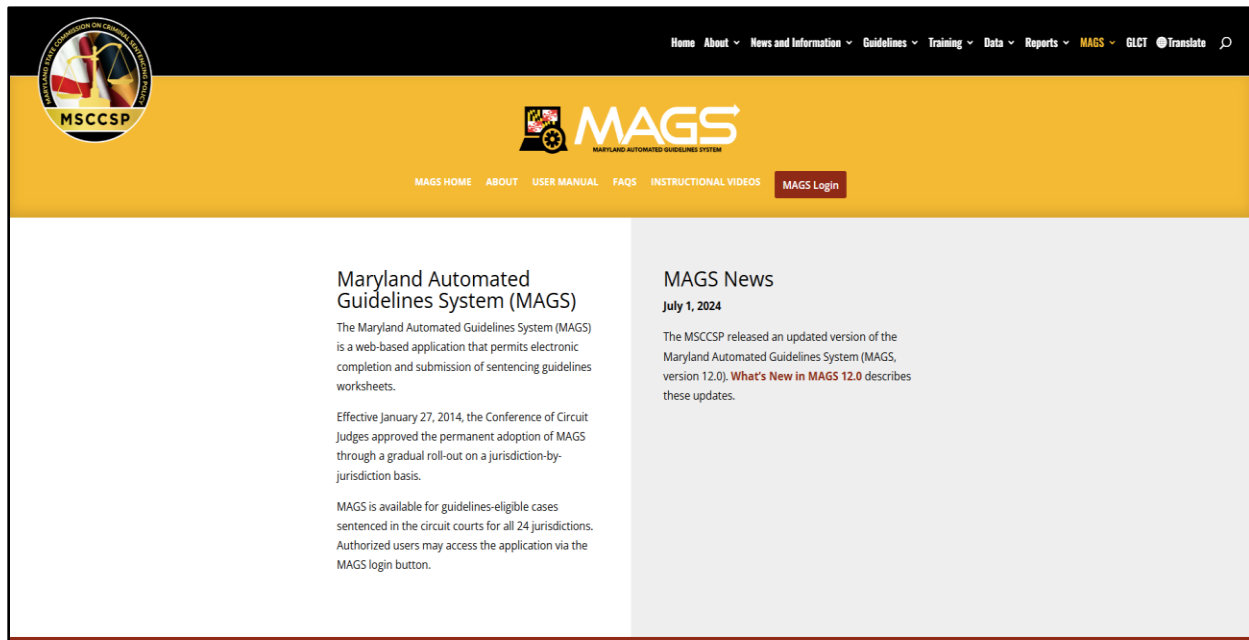 MARYLAND STATE COMMISSION ON CRIMINAL SENTENCING POLICY
MSCCSP
Home About News and Information Guidelines Training Data Reports MAGS GLCT Translate
MAGS
MARYLAND AUTOMATED GUIDELINES SYSTEM
MAGS HOME ABOUT USER MANUAL FAQS INSTRUCTIONAL VIDEOS MAGS Login
Maryland Automated
Guidelines System (MAGS)
The Maryland Automated Guidelines System (MAGS)
is a web-based application that permits electronic
completion and submission of sentencing guidelines
worksheets.
Effective January 27, 2014, the Conference of Circuit
Judges approved the permanent adoption of MAGS
through a gradual roll-out on a jurisdiction-by-
jurisdiction basis.
MAGS is available for guidelines-eligible cases
sentenced in the circuit courts for all 24 jurisdictions.
Authorized users may access the application via the
MAGS login button.
MAGS News
July 1, 2024
The MSCCSP released an updated version of the
Maryland Automated Guidelines System (MAGS,
version 12.0). What's New in MAGS 12.0 describes
these updates.